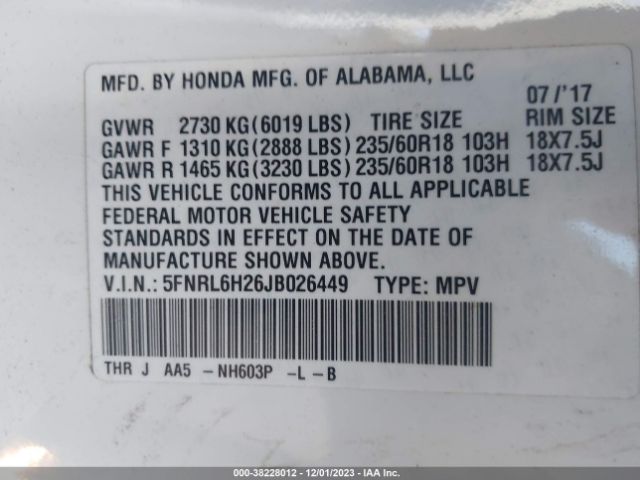 MFD. BY HONDA MFG. OF ALABAMA, LLC
07/'17
GVWR 2730 KG(6019 LBS) TIRE SIZE RIM SIZE
GAWR F 1310 KG(2888 LBS) 235/60R18 103H 18X7.5J
GAWR R 1465 KG(3230 LBS) 235/60R18 103H 18X7.5J
THIS VEHICLE CONFORMS TO ALL APPLICABLE
FEDERAL MOTOR VEHICLE SAFETY
STANDARDS IN EFFECT ON THE DATE OF
MANUFACTURE SHOWN ABOVE.
V.I.N.: 5FNRL6H26JB026449 TYPE: MPV
THR J AA5 -NH603P -L-B
000-38228012 - 12/01/2023 - IAA Inc.